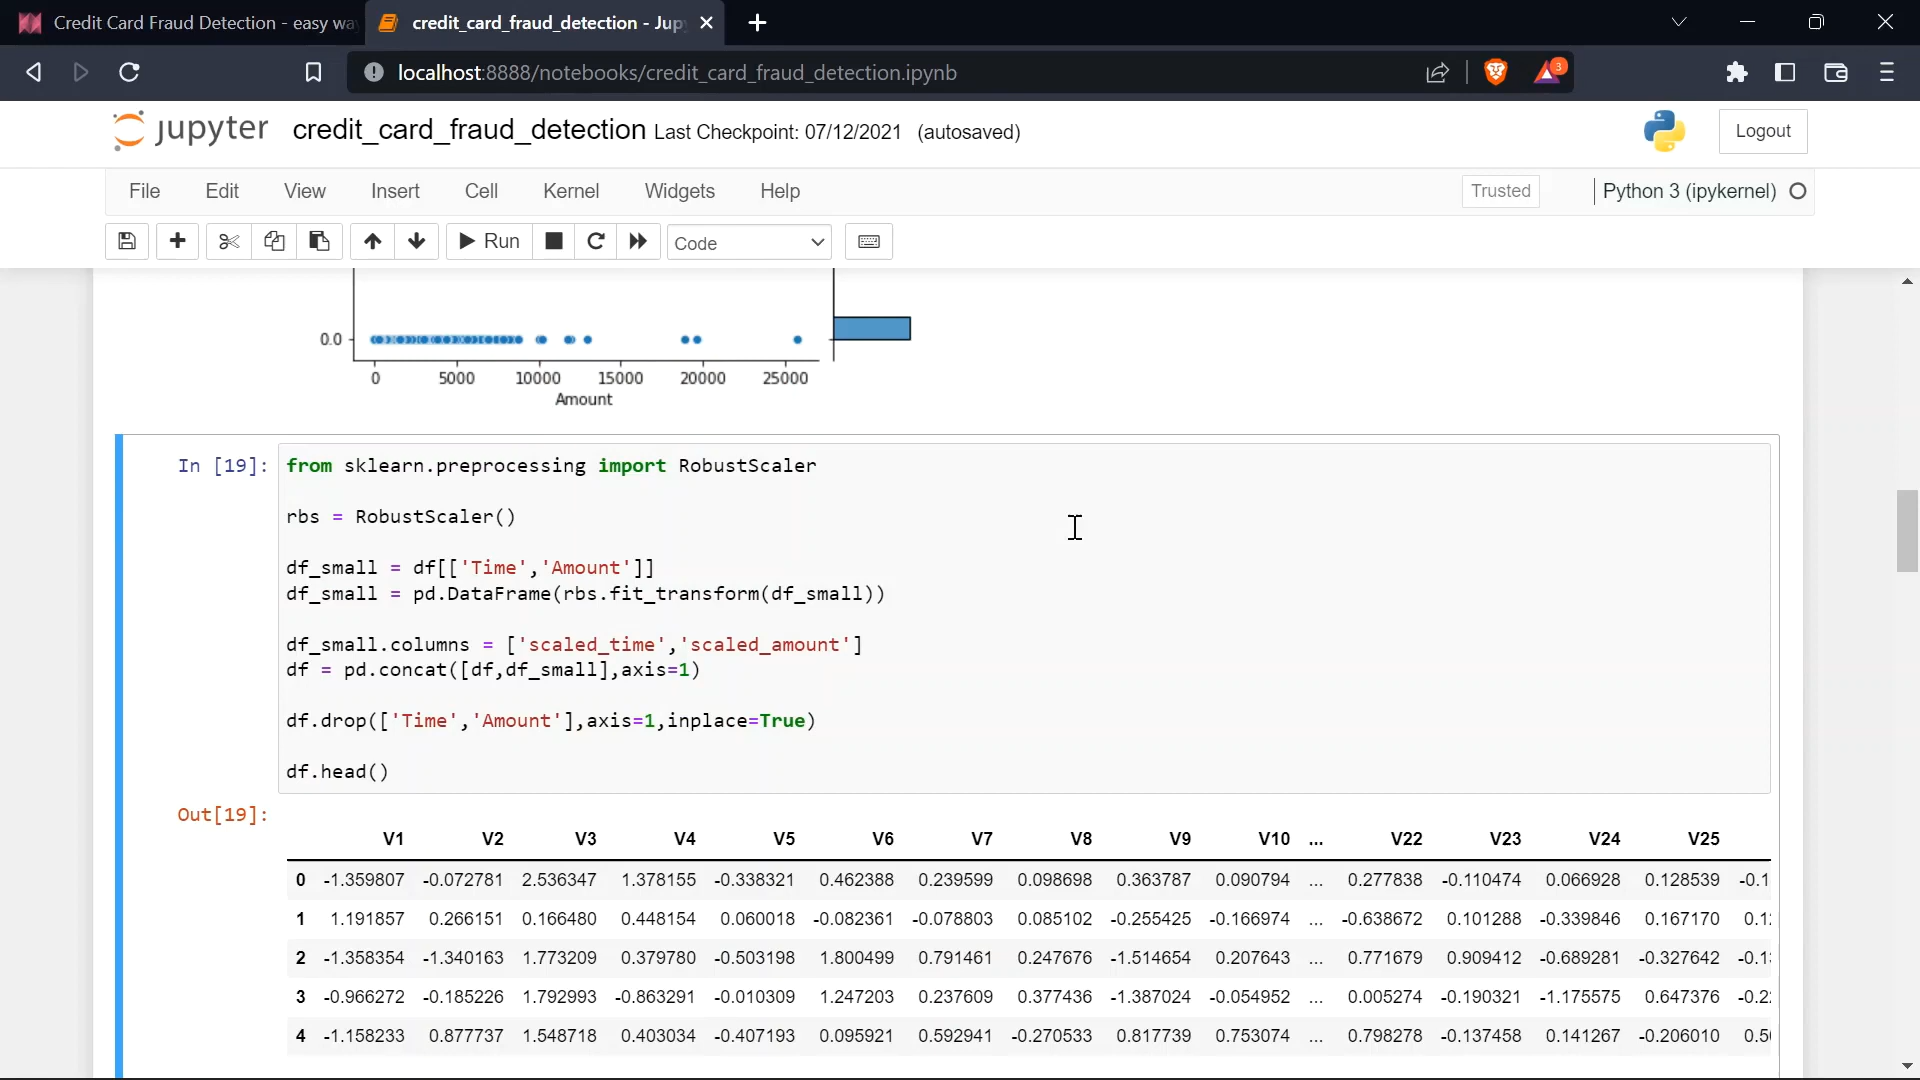 Credit Card Fraud Detection - easy wa
credit_card_fraud_detection - Jup
localhost:8888/notebooks/credit_card_fraud_detection.ipynb
3
jupyter credit_card_fraud_detection Last Checkpoint: 07/12/2021 (autosaved)
Logout
File Edit View Insert Cell Kernel Widgets Help
Trusted
Python 3 (ipykernel)
Run
Code
0.0
0 5000 10000 15000 20000 25000
Amount
In [19]: from sklearn.preprocessing import RobustScaler
rbs = RobustScaler()
df_small = df[['Time','Amount']]
df_small = pd.DataFrame(rbs.fit_transform(df_small))
df_small.columns = ['scaled_time','scaled_amount']
df = pd.concat([df,df_small],axis=1)
df.drop(['Time','Amount'],axis=1,inplace=True)
df.head()
Out[19]:
V1 V2 V3 V4 V5 V6 V7 V8 V9 V10 ... V22 V23 V24 V25
0 -1.359807 -0.072781 2.536347 1.378155 -0.338321 0.462388 0.239599 0.098698 0.363787 0.090794 ... 0.277838 -0.110474 0.066928 0.128539 -0.1
1 1.191857 0.266151 0.166480 0.448154 0.060018 -0.082361 -0.078803 0.085102 -0.255425 -0.166974 ... -0.638672 0.101288 -0.339846 0.167170 0.1
2 -1.358354 -1.340163 1.773209 0.379780 -0.503198 1.800499 0.791461 0.247676 -1.514654 0.207643 ... 0.771679 0.909412 -0.689281 -0.327642 -0.1
3 -0.966272 -0.185226 1.792993 -0.863291 -0.010309 1.247203 0.237609 0.377436 -1.387024 -0.054952 ... 0.005274 -0.190321 -1.175575 0.647376 -0.2
4 -1.158233 0.877737 1.548718 0.403034 -0.407193 0.095921 0.592941 -0.270533 0.817739 0.753074 ... 0.798278 -0.137458 0.141267 -0.206010 0.5